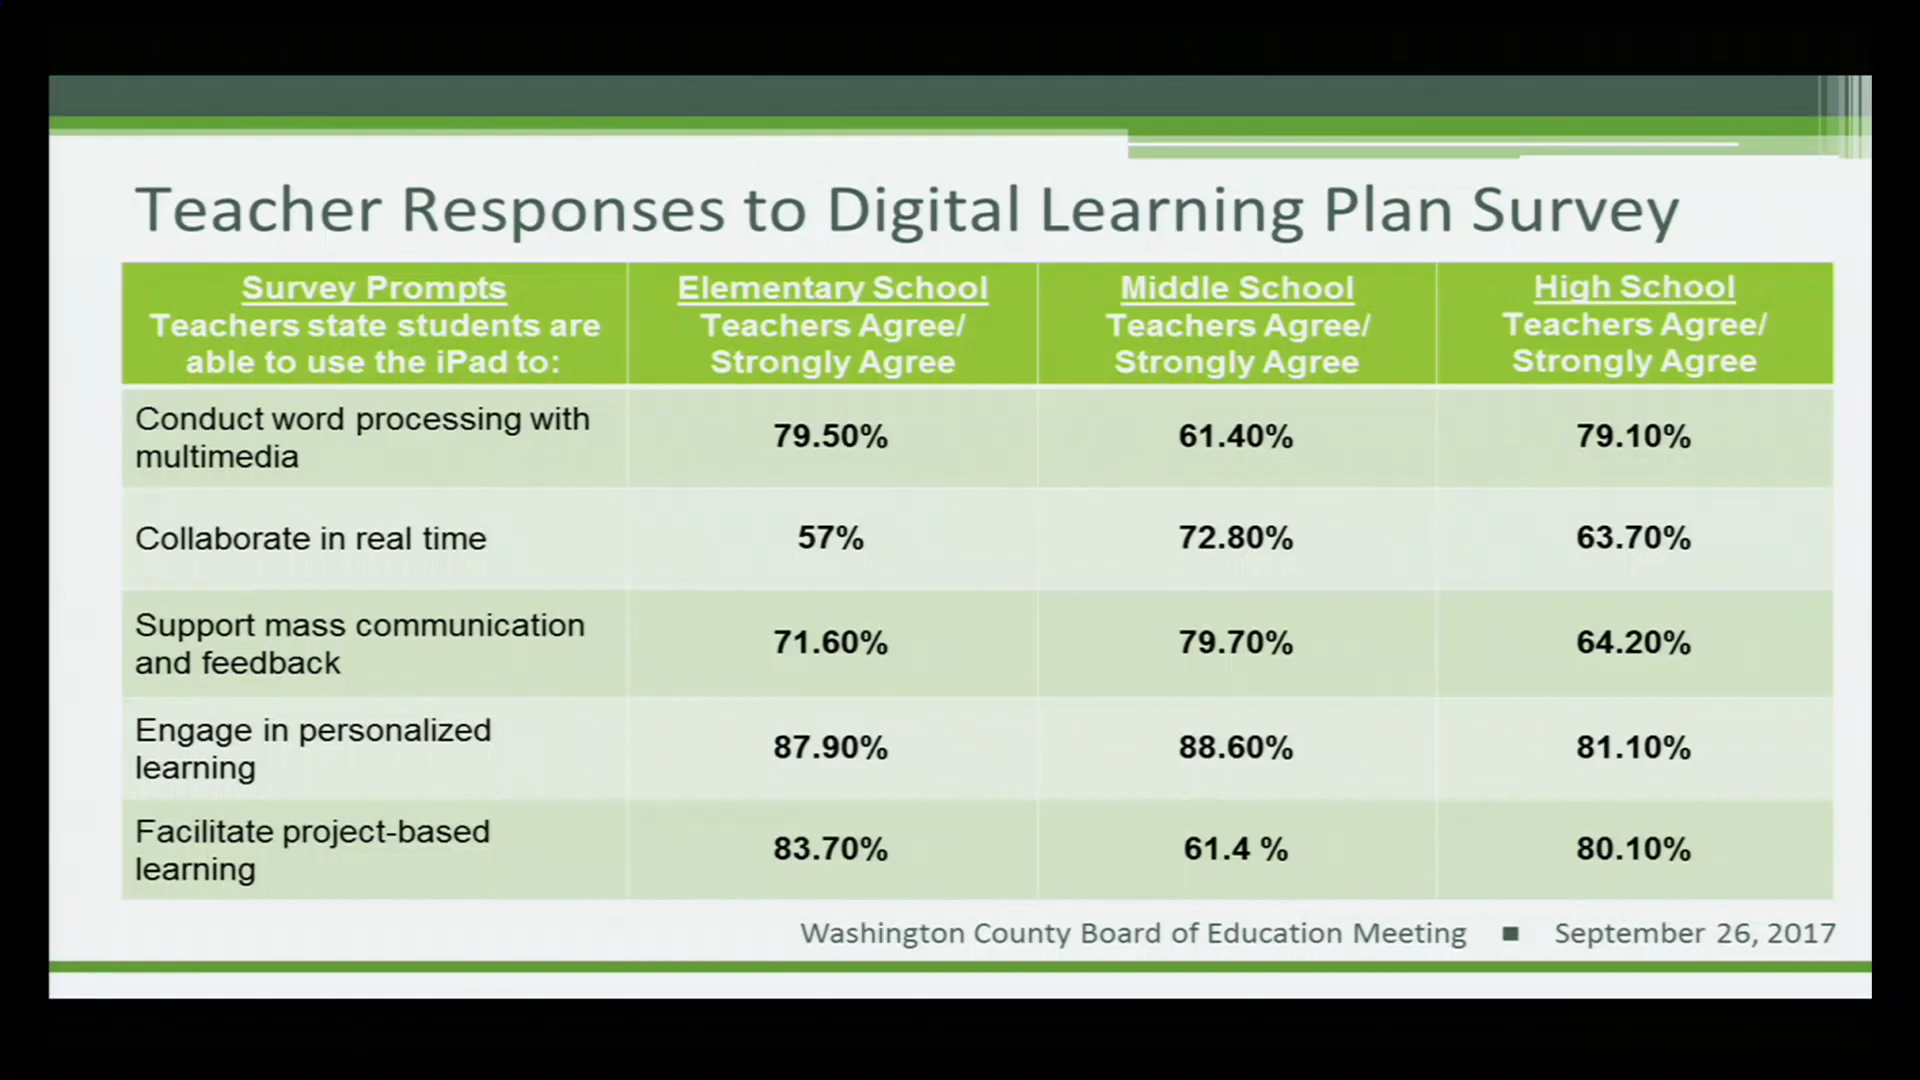 Teacher Responses to Digital Learning Plan Survey
Survey Prompts
Teachers state students are
able to use the iPad to:
Elementary School
Teachers Agree/
Strongly Agree
Middle School
Teachers Agree/
Strongly Agree
High School
Teachers Agree/
Strongly Agree
Conduct word processing with
multimedia
79.50%
61.40%
79.10%
Collaborate in real time
57%
72.80%
63.70%
Support mass communication
and feedback
71.60%
79.70%
64.20%
Engage in personalized
learning
87.90%
88.60%
81.10%
Facilitate project-based
learning
83.70%
61.4 %
80.10%
Washington County Board of Education Meeting ■ September 26, 2017